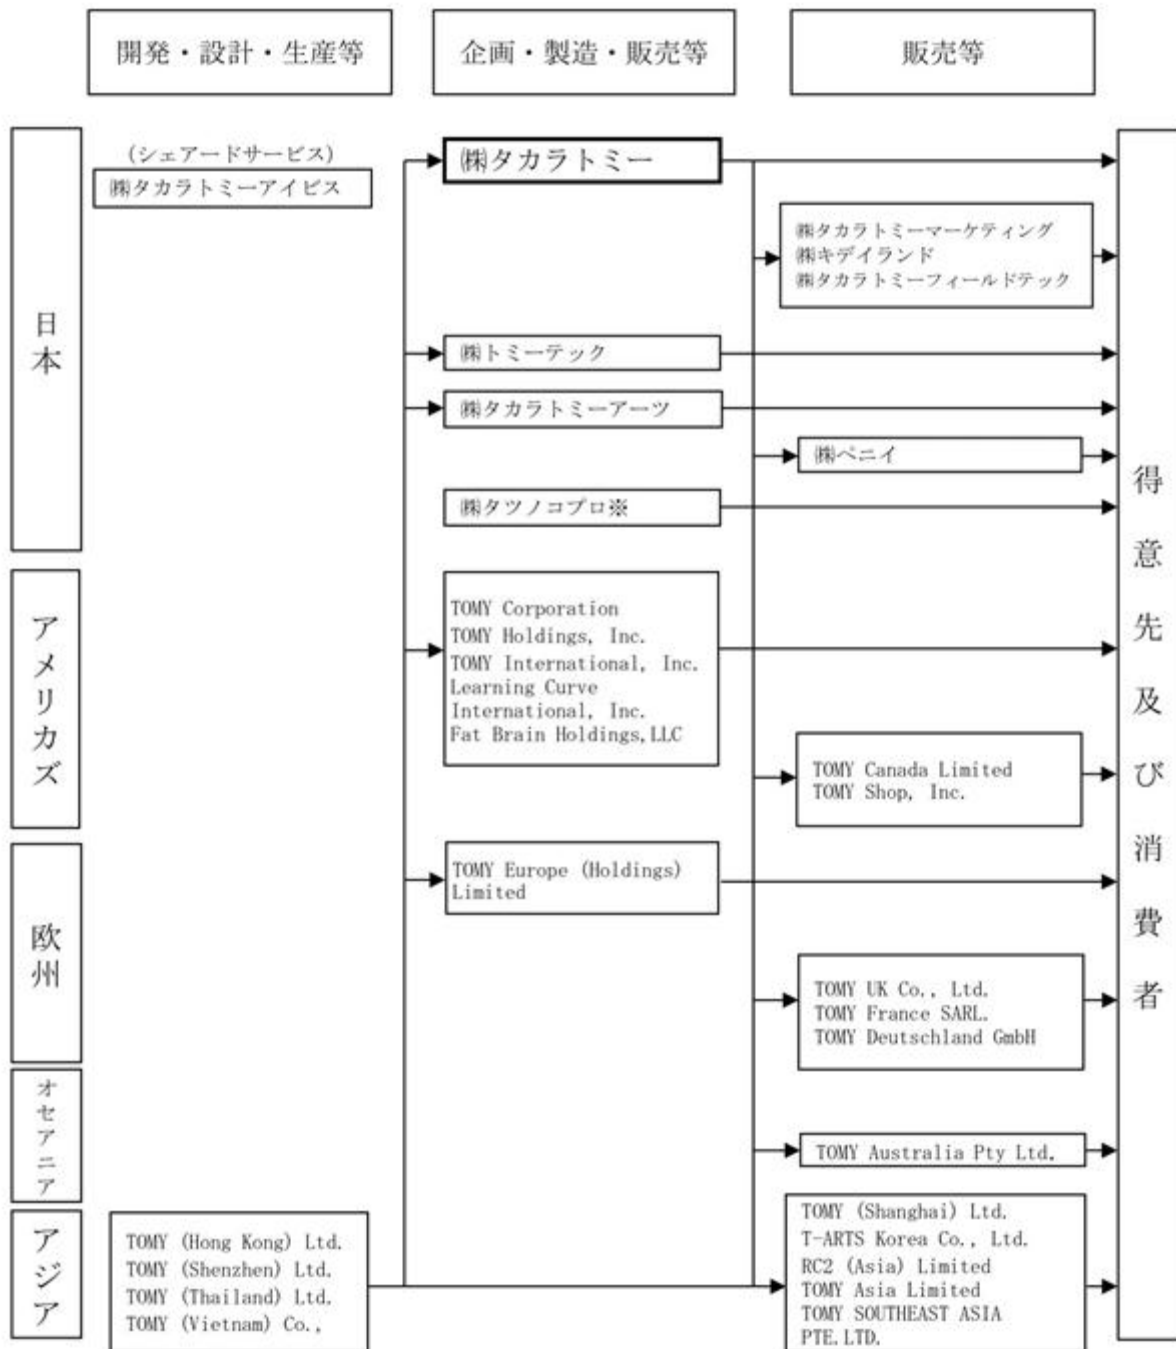 開発・設計・生産等
企画・製造・販売等
販売等
日本
(シェアードサービス)
㈱タカラトミーアイビス
㈱タカラトミー
㈱タカラトミーマーケティング
㈱キデイランド
㈱タカラトミーフィールドテック
㈱トミーテック
㈱タカラトミーアーツ
㈱ペニイ
㈱タツノコプロ※
アメリカズ
TOMY Corporation
TOMY Holdings, Inc.
TOMY International, Inc.
Learning Curve
International, Inc.
Fat Brain Holdings,LLC
TOMY Canada Limited
TOMY Shop, Inc.
欧州
TOMY Europe (Holdings)
Limited
TOMY UK Co., Ltd.
TOMY France SARL.
TOMY Deutschland GmbH
オセアニア
TOMY Australia Pty Ltd.
アジア
TOMY (Hong Kong) Ltd.
TOMY (Shenzhen) Ltd.
TOMY (Thailand) Ltd.
TOMY (Vietnam) Co.,
TOMY (Shanghai) Ltd.
T-ARTS Korea Co., Ltd.
RC2 (Asia) Limited
TOMY Asia Limited
TOMY SOUTHEAST ASIA
PTE.LTD.
得意先及び消費者